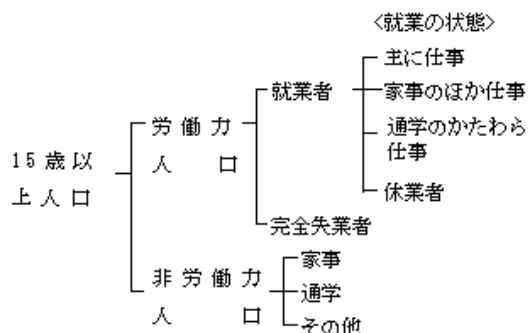 <就業の状態>
主に仕事
就業者
家事のほか仕事
労働力
人口
通学のかたわら
仕事
15歳以
上人口
休業者
完全失業者
家事
非労働力
人口
通学
その他